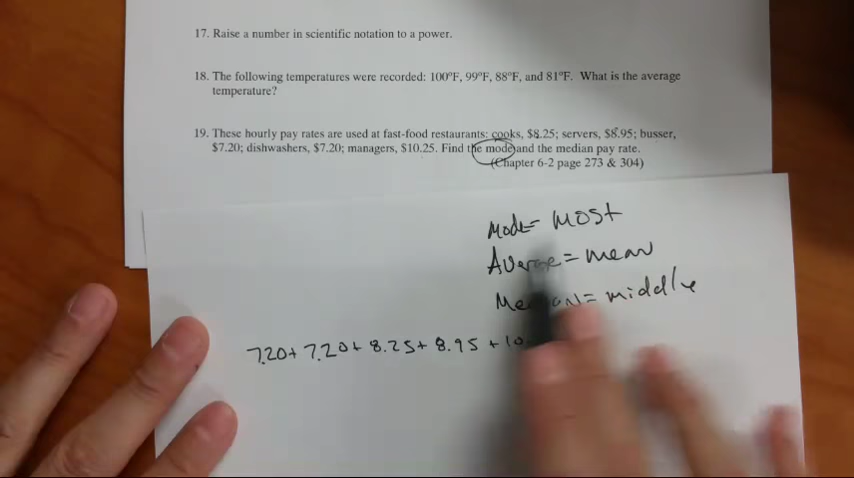 17. Raise a number in scientific notation to a power.
18. The following temperatures were recorded: 100°F, 99°F, 88°F, and 81°F. What is the average
temperature?
19. These hourly pay rates are used at fast-food restaurants: cooks, $8.25; servers, $8.95; busser,
$7.20; dishwashers, $7.20; managers, $10.25. Find the mode and the median pay rate.
(Chapter 6-2 page 273 & 304)
Mode= most
Average = mean
Median= middle
7.20+ 7.20+ 8.25+ 8.95 +10